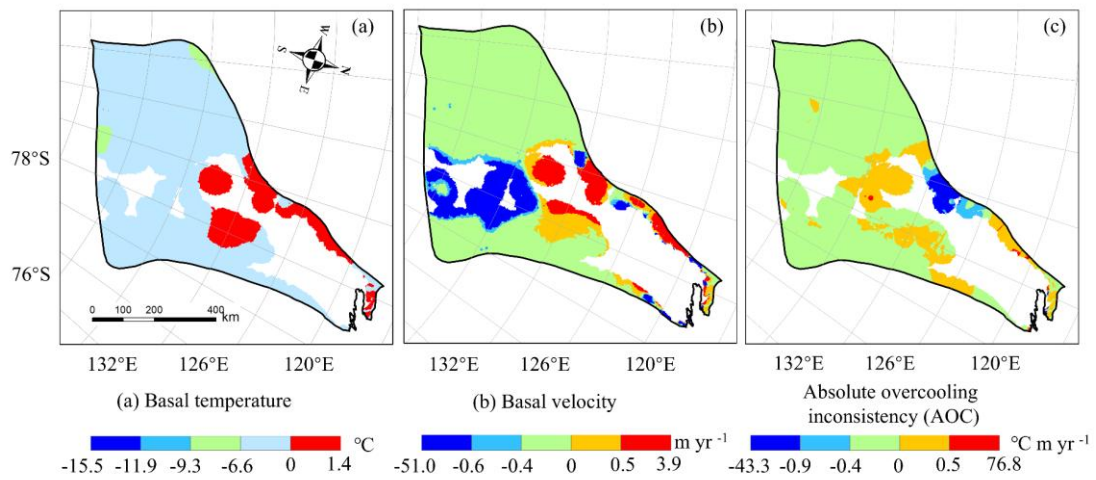 (a)
(b)
(c)
W
S
N
E
78°S
76°S
0 100 200 400
km
132°E 126°E 120°E
132°E 126°E 120°E
132°E 126°E 120°E
(a) Basal temperature
(b) Basal velocity
Absolute overcooling
inconsistency (AOC)
°C
-15.5 -11.9 -9.3 -6.6 0 1.4
m yr -1
-51.0 -0.6 -0.4 0 0.5 3.9
°C m yr -1
-43.3 -0.9 -0.4 0 0.5 76.8